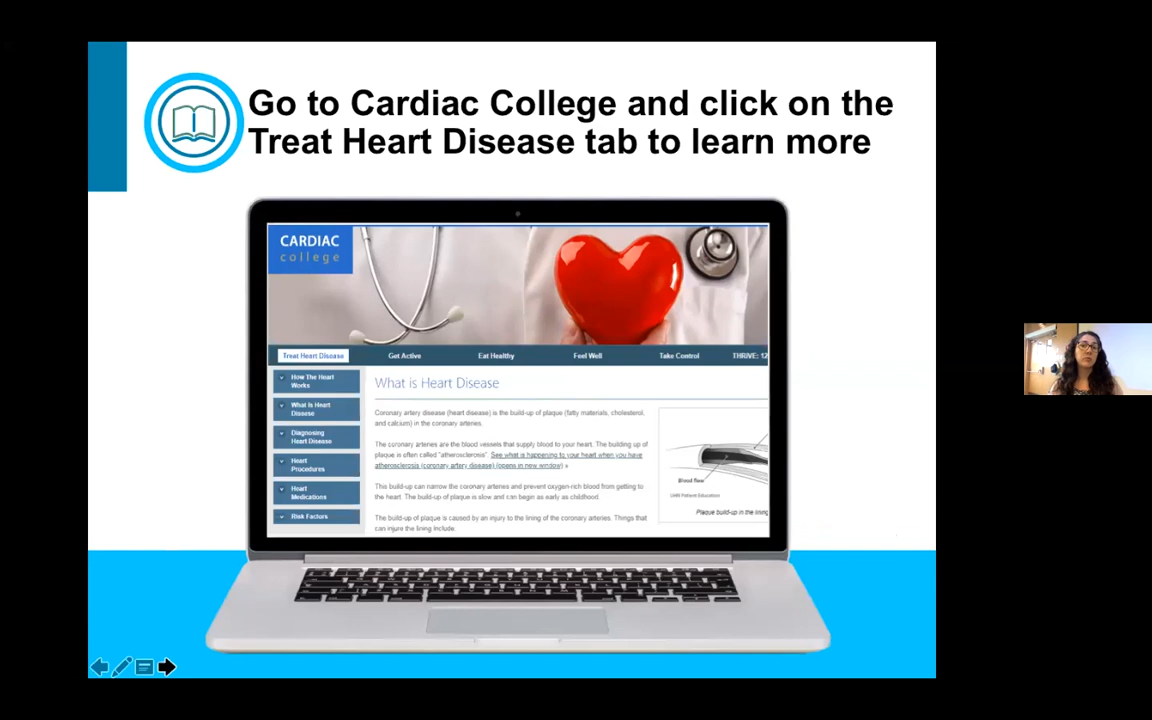 Go to Cardiac College and click on the
Treat Heart Disease tab to learn more
CARDIAC
college
Treat Heart Disease
Get Active
Eat Healthy
Feel Well
Take Control
THRIVE: 12
How The Heart
Works
What Is Heart
Disease
Diagnosing
Heart Disease
Heart
Procedures
Heart
Medications
Risk Factors
What is Heart Disease
Coronary artery disease (heart disease) is the build-up of plaque (fatty materials, cholesterol,
and calcium) in the coronary arteries.
The coronary arteries are the blood vessels that supply blood to your heart. The building up of
plaque is often called "atherosclerosis". See what is happening to your heart when you have
atherosclerosis (coronary artery disease) (opens in new window) »
This build-up can narrow the coronary arteries and prevent oxygen-rich blood from getting to
the heart. The build-up of plaque is slow and can begin as early as childhood.
The build-up of plaque is caused by an injury to the lining of the coronary arteries. Things that
can injure the lining include:
Blood flow
UHN Patient Education
Plaque build-up in the lining